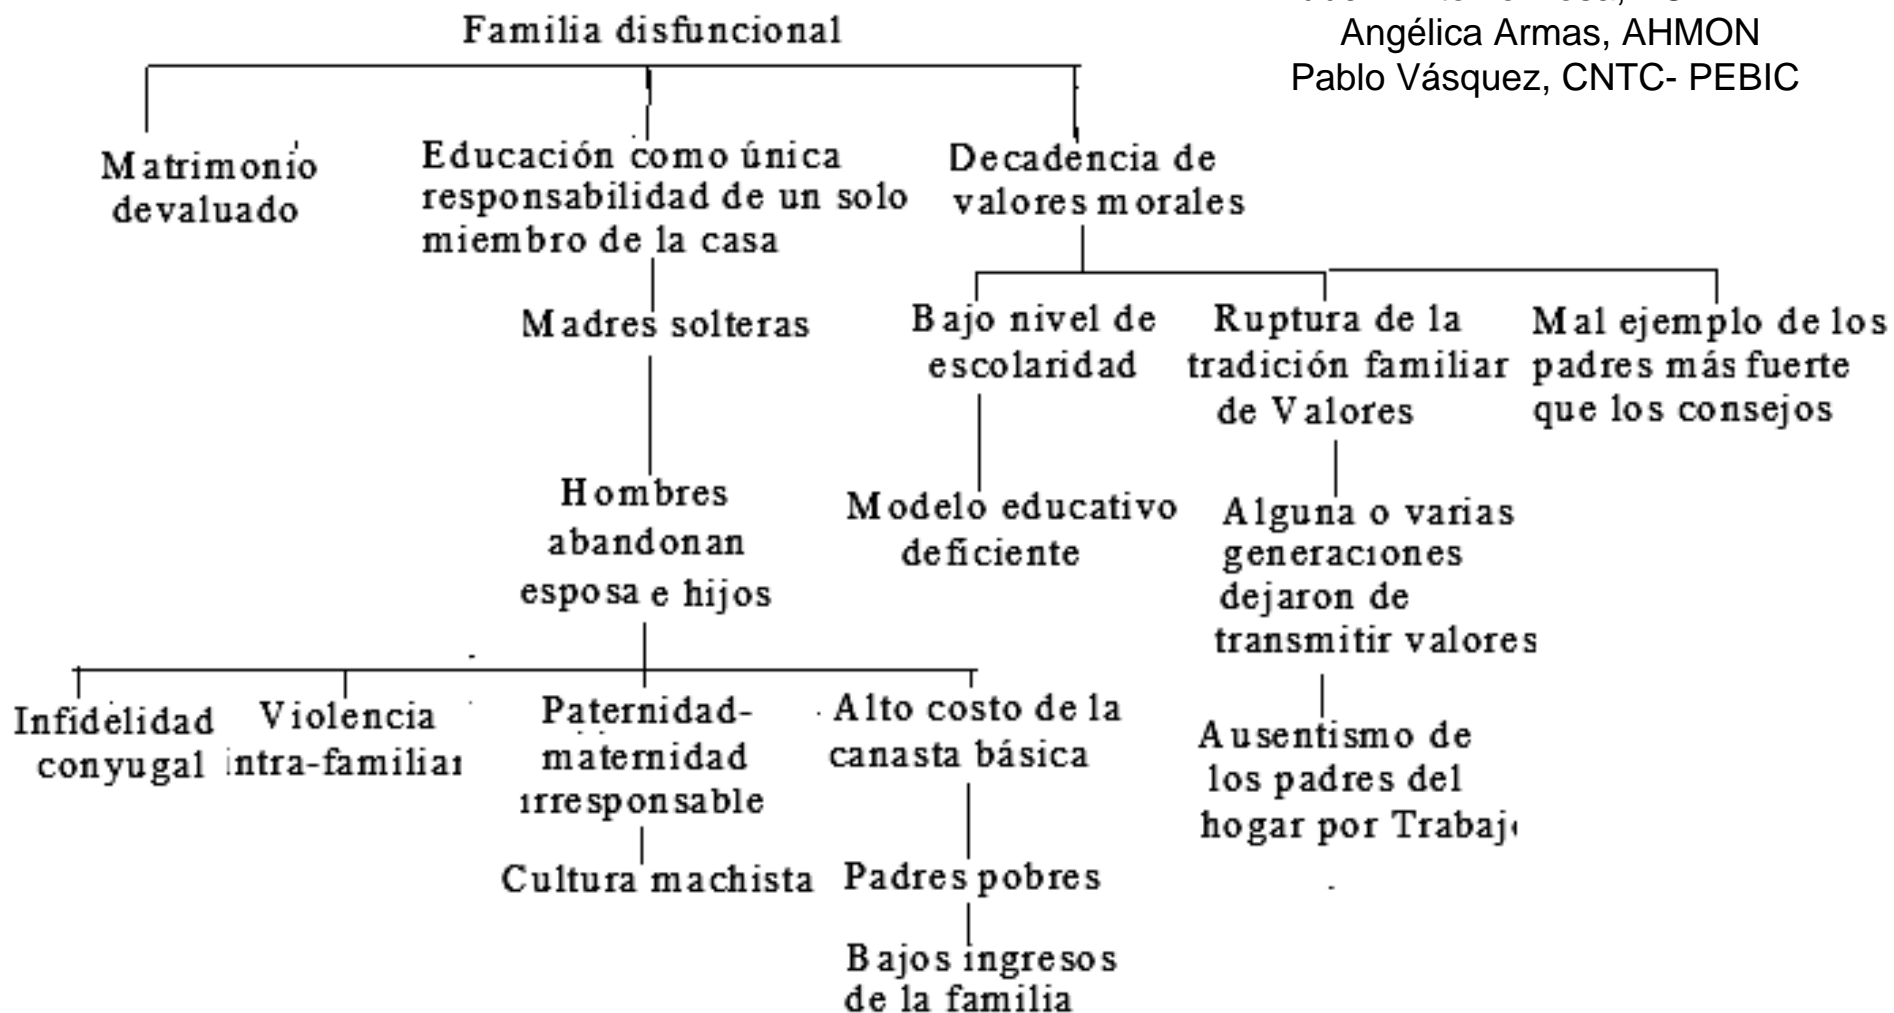 Angélica Armas, AHMON
Pablo Vásquez, CNTC- PEBIC
Familia disfuncional
Matrimonio
devaluado
Educación como única
responsabilidad de un solo
miembro de la casa
Decadencia de
valores morales
Madres solteras
Bajo nivel de
escolaridad
Ruptura de la
tradición familiar
de Valores
Mal ejemplo de los
padres más fuerte
que los consejos
Hombres
abandonan
esposa e hijos
Modelo educativo
deficiente
Alguna o varias
generaciones
dejaron de
transmitir valores
Infidelidad
conyugal
Violencia
intra-familiar
Paternidad-
maternidad
irresponsable
Alto costo de la
canasta básica
Ausentismo de
los padres del
hogar por Trabajo
Cultura machista
Padres pobres
Bajos ingresos
de la familia